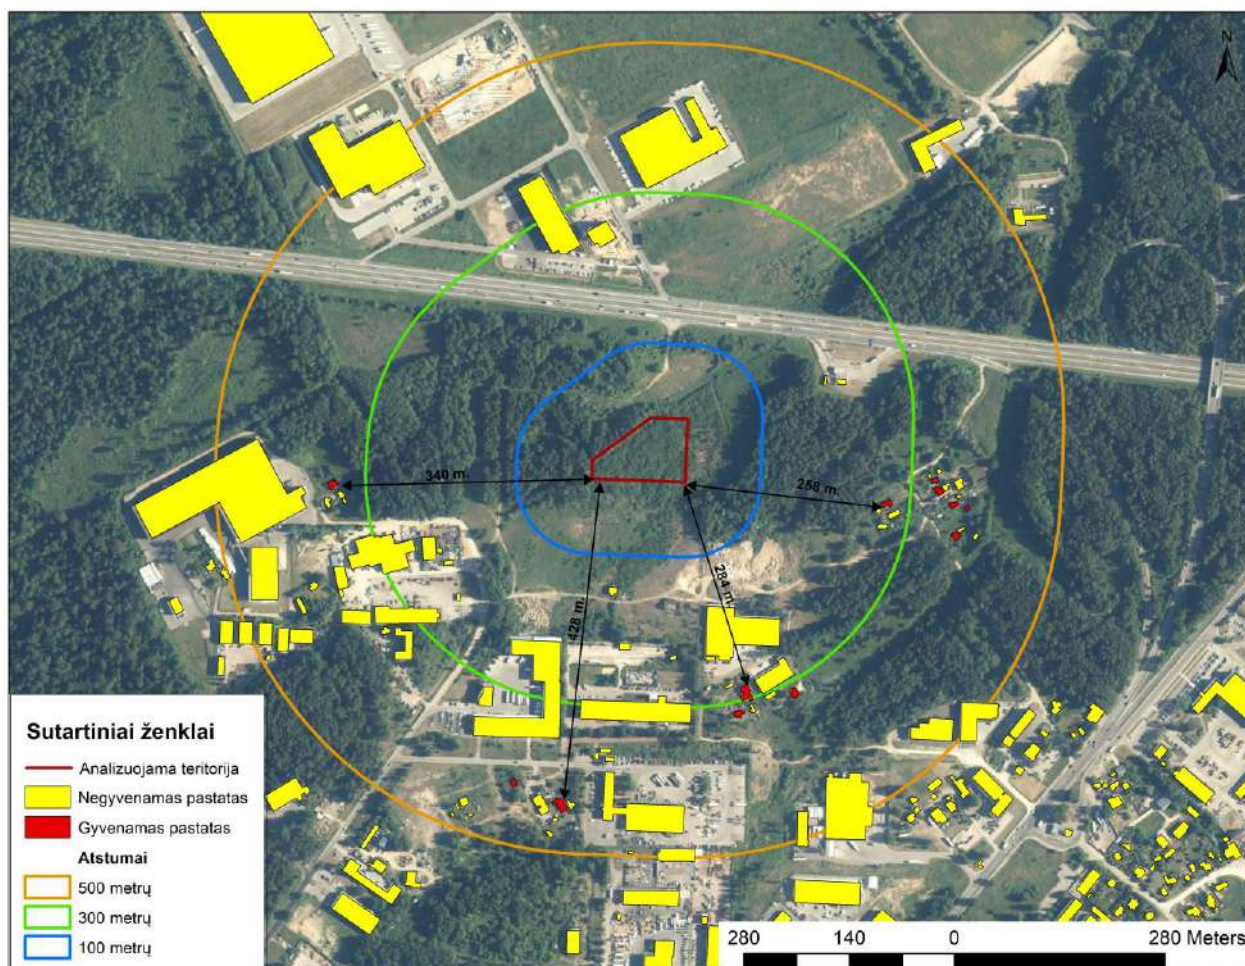 N
340 m.
258 m.
284 m.
428 m.
Sutartiniai ženklai
Analizuojama teritorija
Negyvenamas pastatas
Gyvenamas pastatas
Atstumai
500 metrų
300 metrų
100 metrų
280 140 0 280 Meters